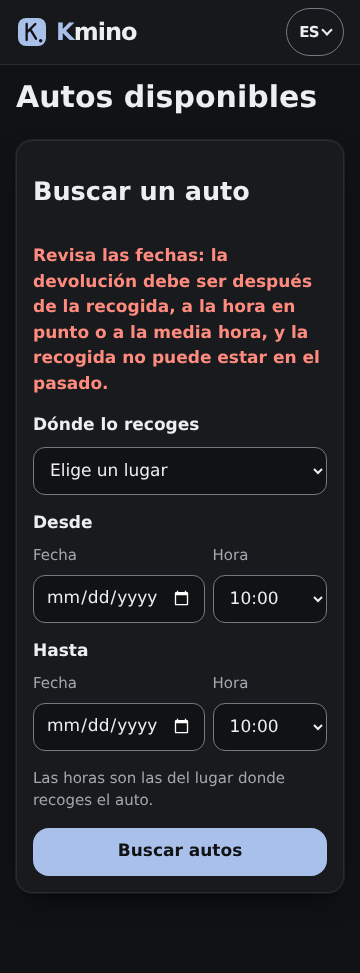 K. Kmino
ES
Autos disponibles
Buscar un auto
Revisa las fechas: la
devolución debe ser después
de la recogida, a la hora en
punto o a la media hora, y la
recogida no puede estar en el
pasado.
Dónde lo recoges
Elige un lugar
Desde
Fecha Hora
mm/dd/yyyy 10:00
Hasta
Fecha Hora
mm/dd/yyyy 10:00
Las horas son las del lugar donde
recoges el auto.
Buscar autos